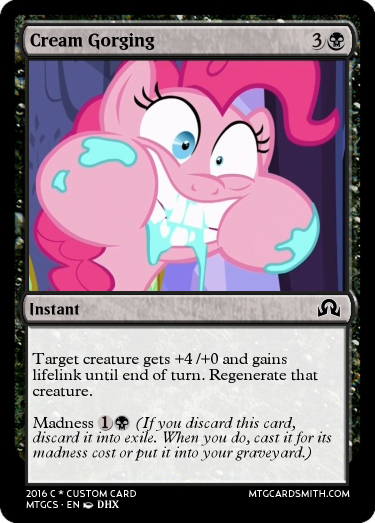 Cream Gorging 3
Instant
Target creature gets +4 /+0 and gains
lifelink until end of turn. Regenerate that
creature.
Madness 1 (If you discard this card,
discard it into exile. When you do, cast it for its
madness cost or put it into your graveyard.)
2016 C * CUSTOM CARD
MTGCARDSMITH.COM
MTGCS · EN DHX